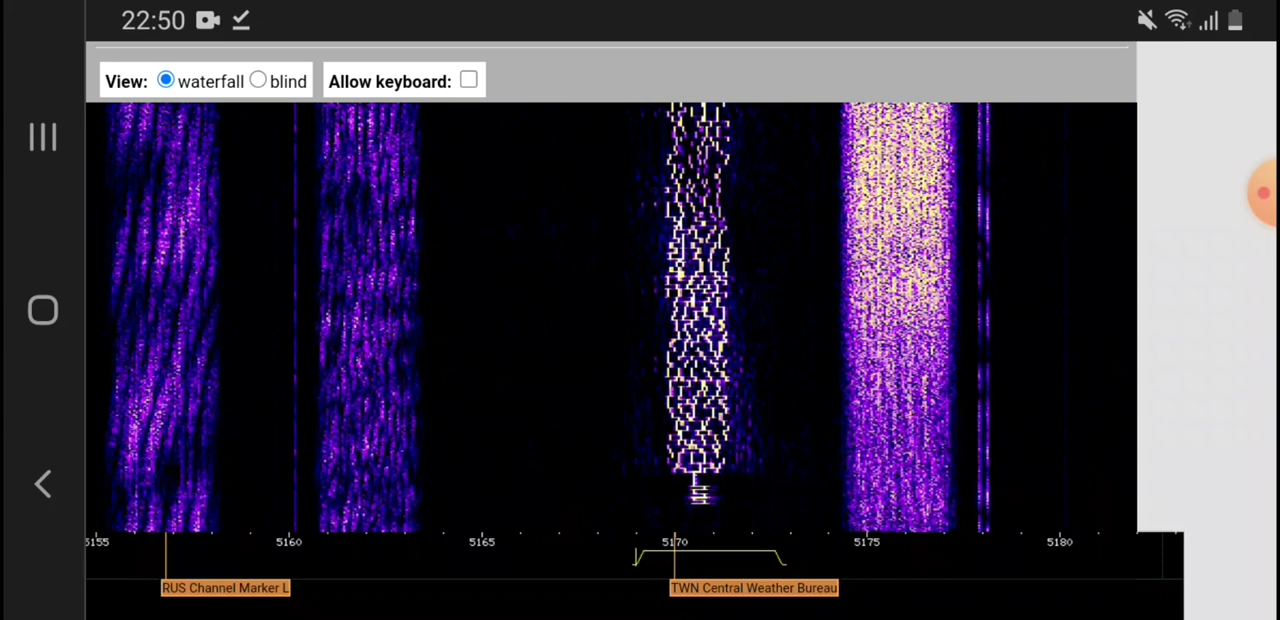 22:50
View: waterfall blind Allow keyboard:
5155 5160 5165 5170 5175 5180
RUS Channel Marker L TWN Central Weather Bureau